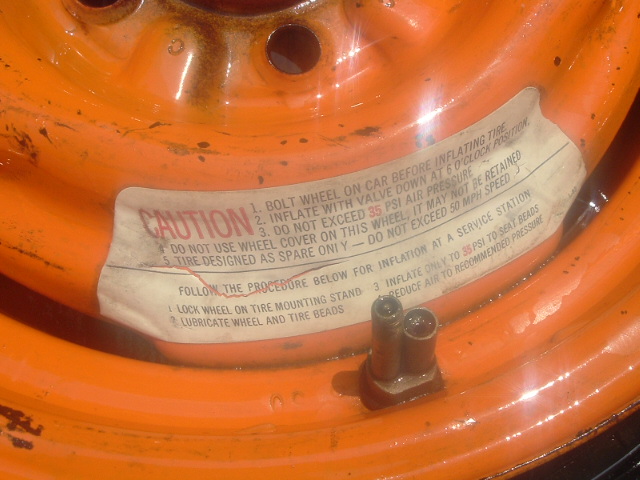 CAUTION
1. BOLT WHEEL ON CAR BEFORE INFLATING TIRE
2. INFLATE WITH VALVE DOWN AT 6 O'CLOCK POSITION,
3. DO NOT EXCEED 35 PSI AIR PRESSURE
4 DO NOT USE WHEEL COVER ON THIS WHEEL, IT MAY NOT BE RETAINED
5 TIRE DESIGNED AS SPARE ONLY — DO NOT EXCEED 50 MPH SPEED
FOLLOW THE PROCEDURE BELOW FOR INFLATION AT A SERVICE STATION
1 LOCK WHEEL ON TIRE MOUNTING STAND
2 LUBRICATE WHEEL AND TIRE BEADS
3 INFLATE ONLY TO 35 PSI TO SEAT BEADS
REDUCE AIR TO RECOMMENDED PRESSURE